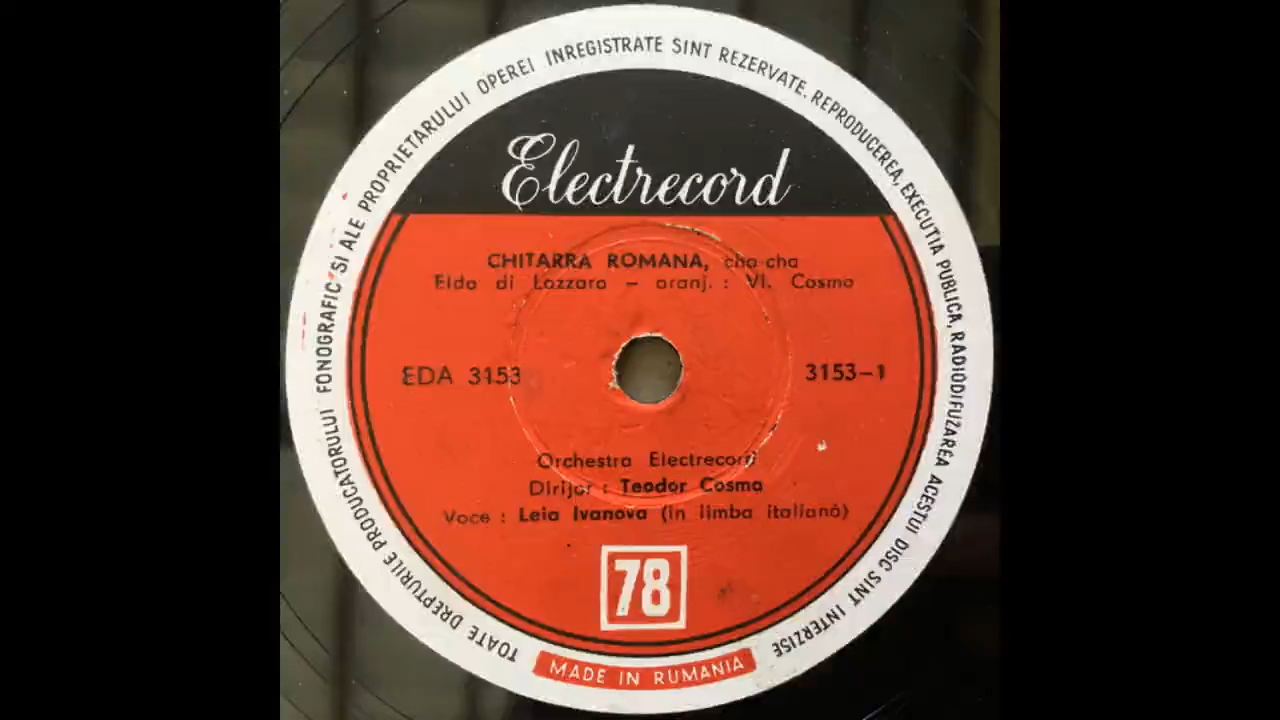 TOATE DREPTURILE PRODUCATORULUI FONOGRAFIC SI ALE PROPRIETARULUI OPEREI INREGISTRATE SINT REZERVATE. REPRODUCEREA, EXECUTIA PUBLICA, RADIODIFUZAREA ACESTUI DISC SINT INTERZISE
Electrecord
CHITARRA ROMANA, cha-cha
Eldo di Lazzaro – aranj. : Vl. Cosma
EDA 3153
3153-1
Orchestra Electrecord
Dirijor : Teodor Cosma
Voce : Leia Ivanova (în limba italiană)
78
MADE IN RUMANIA